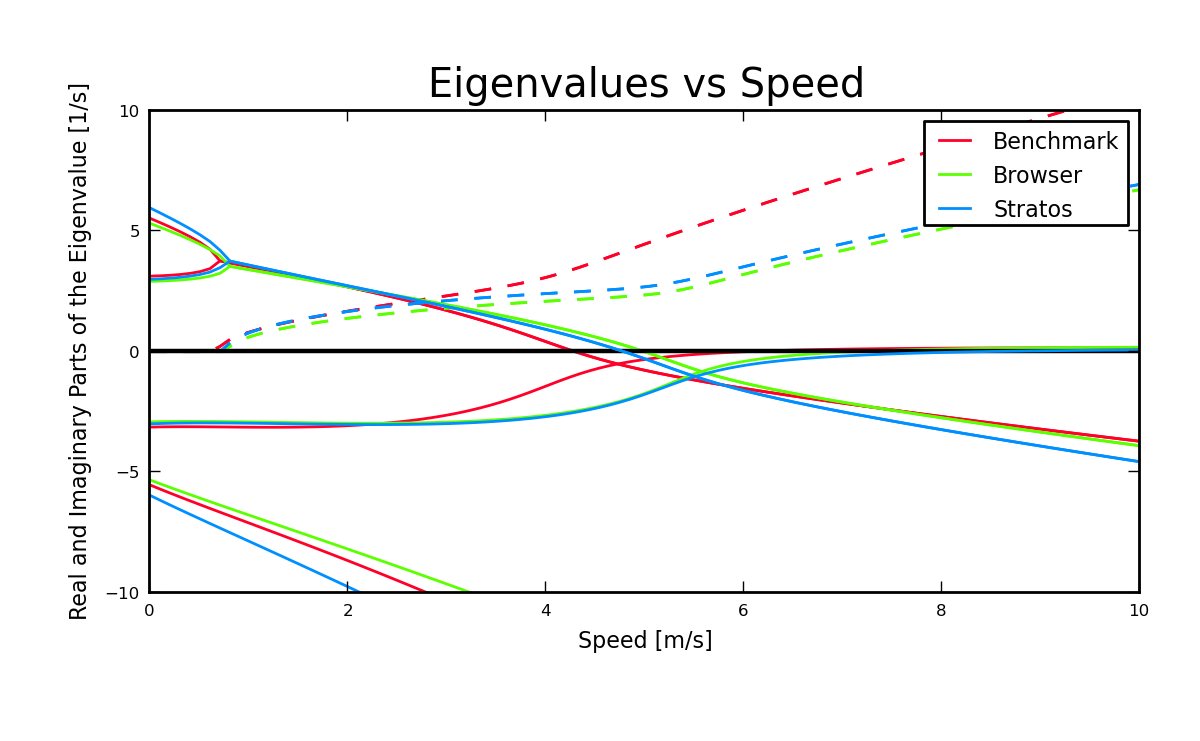 Eigenvalues vs Speed
Real and Imaginary Parts of the Eigenvalue [1/s]
10
5
0
−5
−10
Benchmark
Browser
Stratos
0 2 4 6 8 10
Speed [m/s]